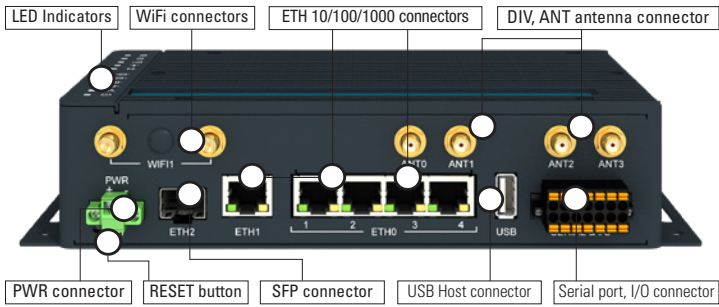 LED Indicators
WiFi connectors
ETH 10/100/1000 connectors
DIV, ANT antenna connector
WIFI1
ANT0
ANT1
ANT2
ANT3
PWR
ETH2
ETH1
1
2
3
4
ETH0
USB
PWR connector
RESET button
SFP connector
USB Host connector
Serial port, I/O connector